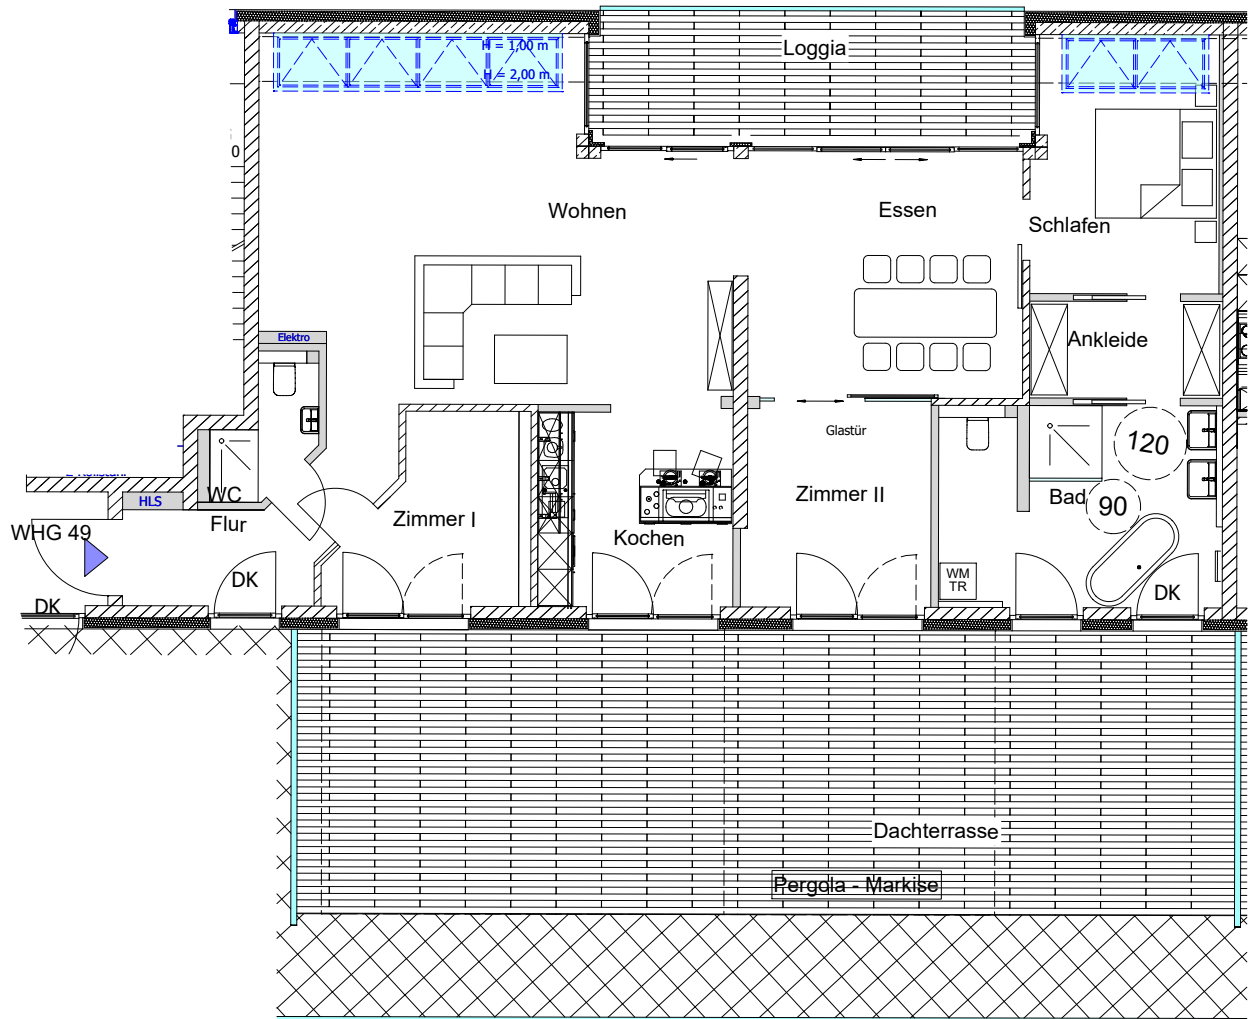 H = 1,00 m
Loggia
H = 2,00 m
0
Wohnen
Essen
Schlafen
Elektro
Ankleide
Glastür
120
WC
HLS
Zimmer II
Bad
90
Flur
Zimmer I
WHG 49
Kochen
DK
WM
TR
DK
DK
Dachterrasse
Pergola - Markise